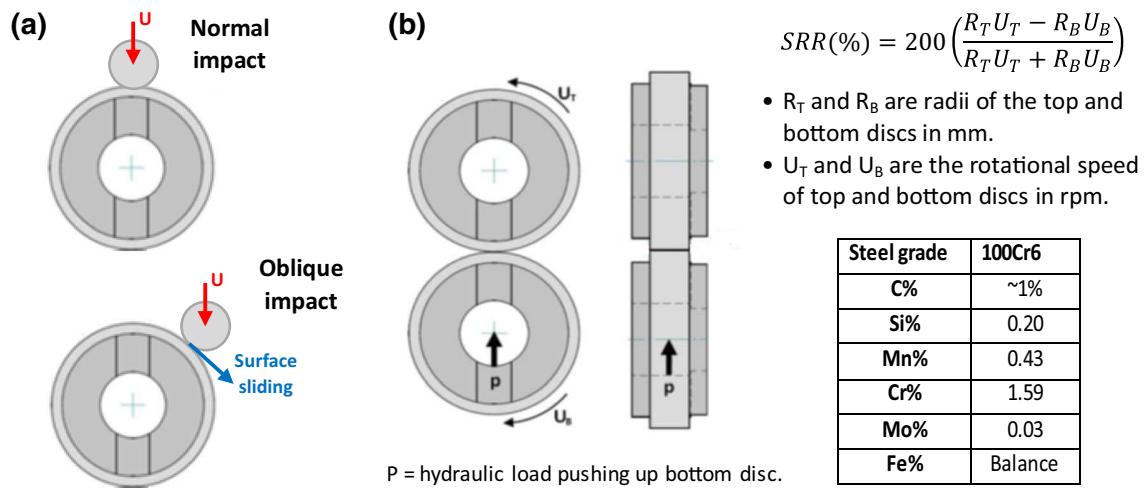 (a)
U
Normal
impact
U
Oblique
impact
Surface
sliding
(b)
U_T
P
U_B
P
P = hydraulic load pushing up bottom disc.
SRR(%) = 200 ( (R_T U_T − R_B U_B) / (R_T U_T + R_B U_B) )
• R_T and R_B are radii of the top and
bottom discs in mm.
• U_T and U_B are the rotational speed
of top and bottom discs in rpm.
Steel grade 100Cr6
C% ~1%
Si% 0.20
Mn% 0.43
Cr% 1.59
Mo% 0.03
Fe% Balance